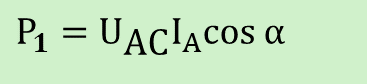 P₁ = U_AC I_A cos α